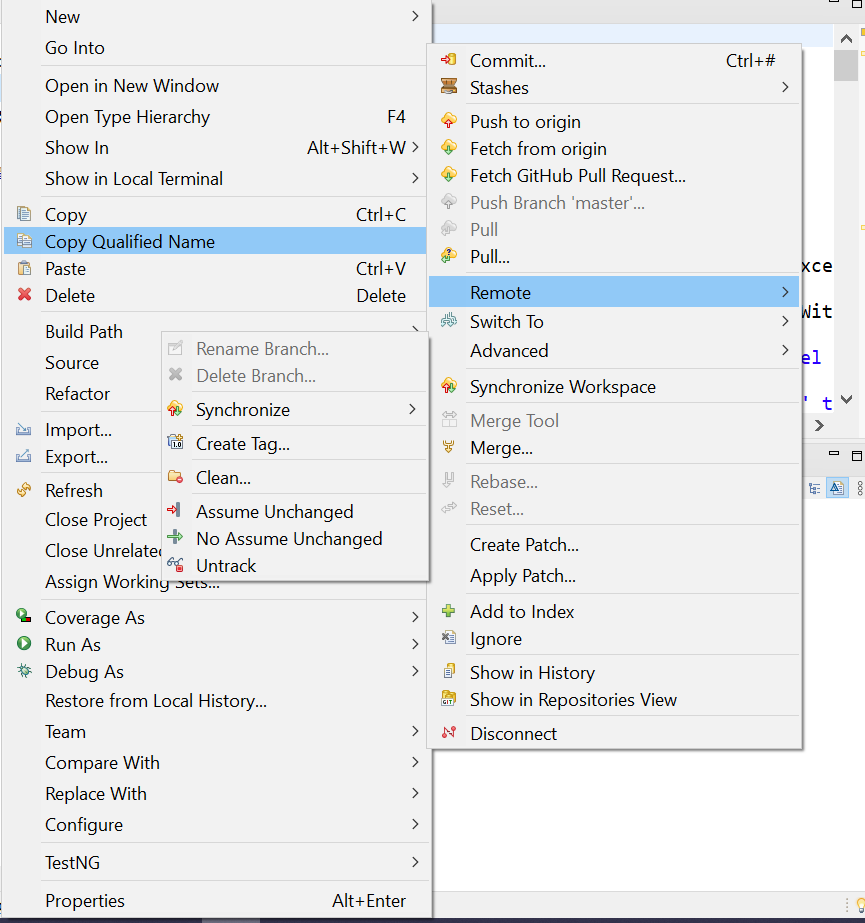 New
Go Into
Open in New Window
Open Type Hierarchy F4
Show In Alt+Shift+W
Show in Local Terminal
Copy Ctrl+C
Copy Qualified Name
Paste Ctrl+V
Delete Delete
Build Path
Source
Refactor
Import...
Export...
Refresh
Close Project
Close Unrelated
Assign Working Sets...
Coverage As
Run As
Debug As
Restore from Local History...
Team
Compare With
Replace With
Configure
TestNG
Properties Alt+Enter
Rename Branch...
Delete Branch...
Synchronize
Create Tag...
Clean...
Assume Unchanged
No Assume Unchanged
Untrack
Commit... Ctrl+#
Stashes
Push to origin
Fetch from origin
Fetch GitHub Pull Request...
Push Branch 'master'...
Pull
Pull...
Remote
Switch To
Advanced
Synchronize Workspace
Merge Tool
Merge...
Rebase...
Reset...
Create Patch...
Apply Patch...
Add to Index
Ignore
Show in History
Show in Repositories View
Disconnect
xce
Wit
el
' t